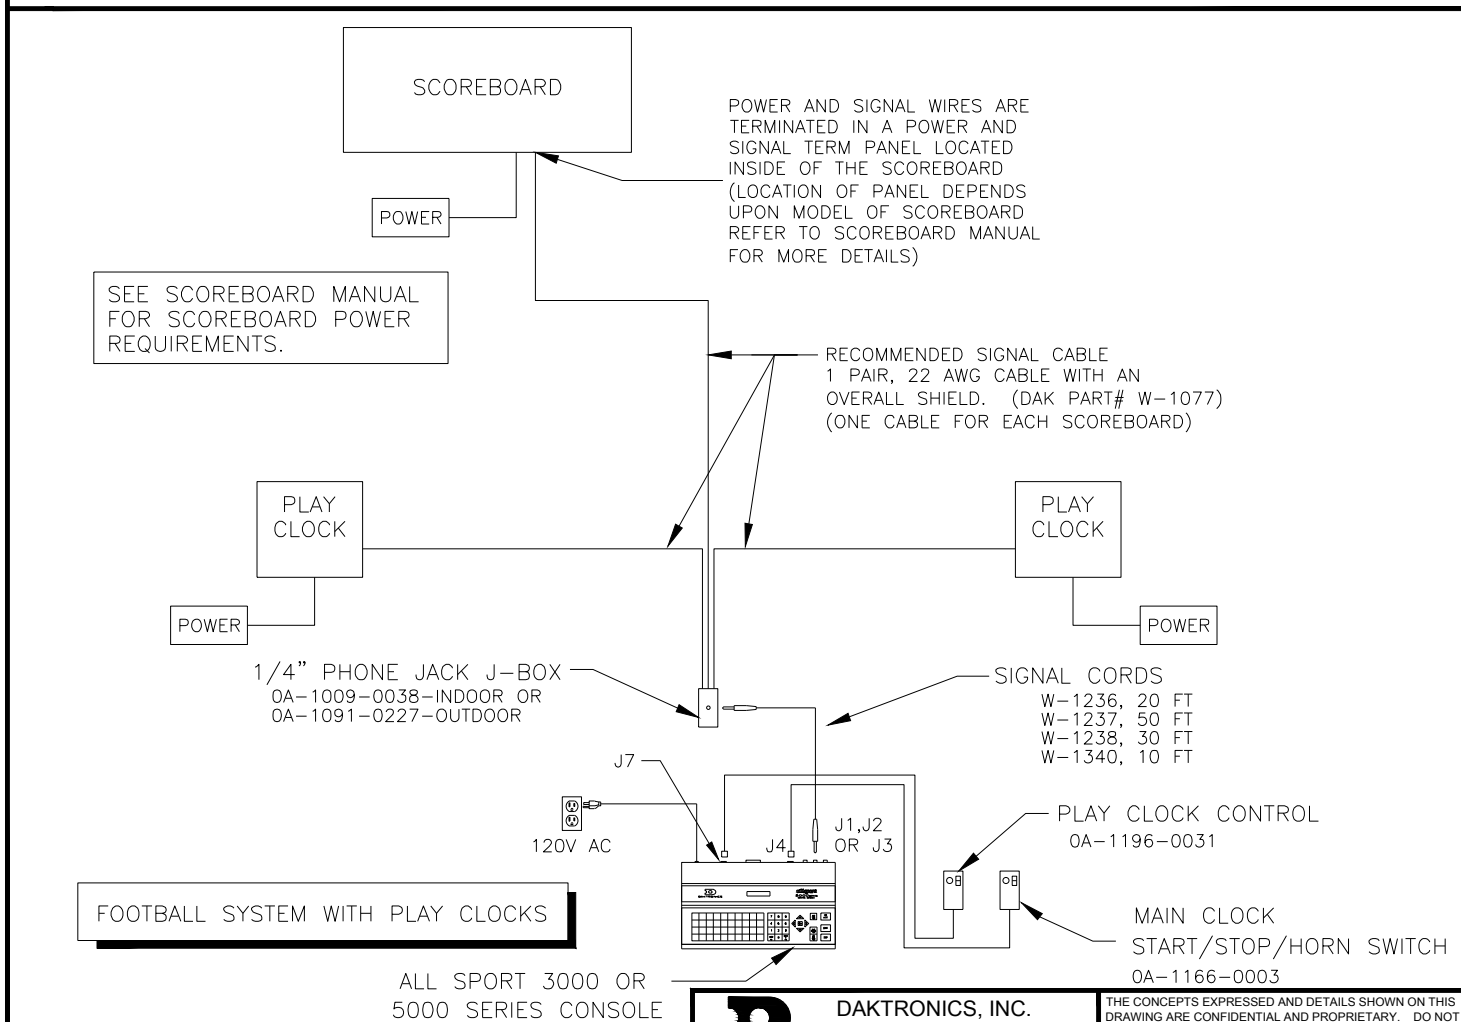 SCOREBOARD
POWER AND SIGNAL WIRES ARE
TERMINATED IN A POWER AND
SIGNAL TERM PANEL LOCATED
INSIDE OF THE SCOREBOARD
(LOCATION OF PANEL DEPENDS
UPON MODEL OF SCOREBOARD
REFER TO SCOREBOARD MANUAL
FOR MORE DETAILS)
POWER
SEE SCOREBOARD MANUAL
FOR SCOREBOARD POWER
REQUIREMENTS.
RECOMMENDED SIGNAL CABLE
1 PAIR, 22 AWG CABLE WITH AN
OVERALL SHIELD. (DAK PART# W-1077)
(ONE CABLE FOR EACH SCOREBOARD)
PLAY
CLOCK
PLAY
CLOCK
POWER
POWER
1/4" PHONE JACK J-BOX
0A-1009-0038-INDOOR OR
0A-1091-0227-OUTDOOR
SIGNAL CORDS
W-1236, 20 FT
W-1237, 50 FT
W-1238, 30 FT
W-1340, 10 FT
J7
120V AC
J4
J1,J2
OR J3
PLAY CLOCK CONTROL
0A-1196-0031
FOOTBALL SYSTEM WITH PLAY CLOCKS
MAIN CLOCK
START/STOP/HORN SWITCH
0A-1166-0003
ALL SPORT 3000 OR
5000 SERIES CONSOLE
DAKTRONICS, INC.
THE CONCEPTS EXPRESSED AND DETAILS SHOWN ON THIS
DRAWING ARE CONFIDENTIAL AND PROPRIETARY. DO NOT